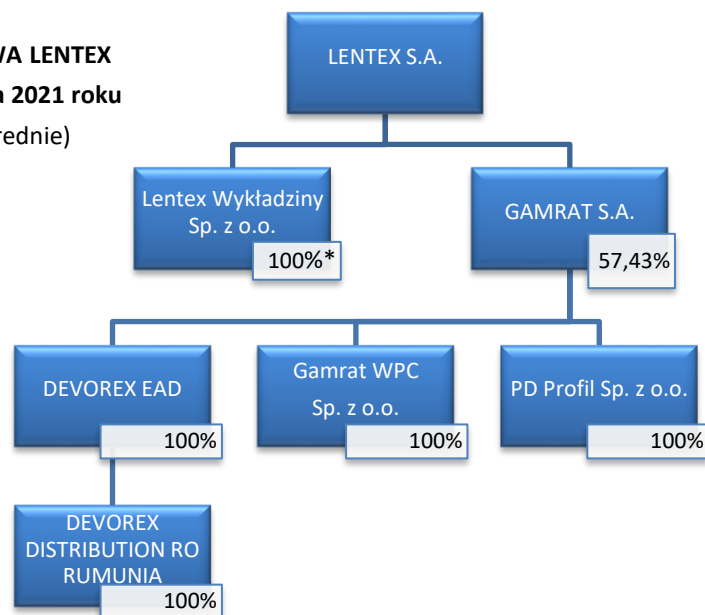 WA LENTEX
a 2021 roku
rednie)
LENTEX S.A.
Lentex Wykładziny
Sp. z o.o.
100%*
GAMRAT S.A.
57,43%
DEVOREX EAD
100%
Gamrat WPC
Sp. z o.o.
100%
PD Profil Sp. z o.o.
100%
DEVOREX
DISTRIBUTION RO
RUMUNIA
100%